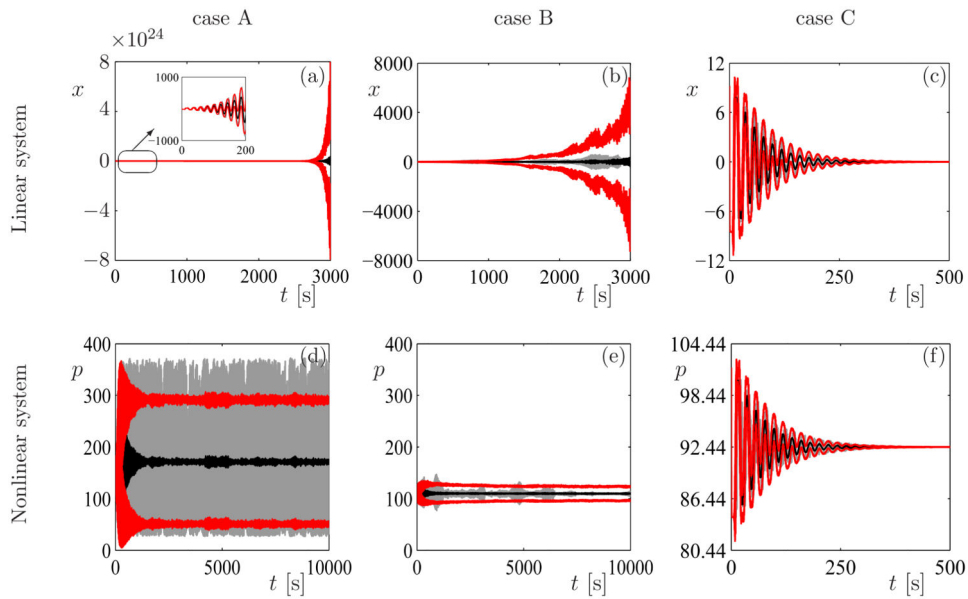 case A
case B
case C
Linear system
×10²⁴
x
8
4
0
−4
−8
(a)
1000
−1000
0
200
0
1000
2000
3000
t [s]
x
8000
4000
0
−4000
−8000
(b)
0
1000
2000
3000
t [s]
x
12
6
0
−6
−12
(c)
0
250
500
t [s]
Nonlinear system
p
400
300
200
100
0
(d)
0
5000
10000
t [s]
p
400
300
200
100
0
(e)
0
5000
10000
t [s]
p
104.44
98.44
92.44
86.44
80.44
(f)
0
250
500
t [s]